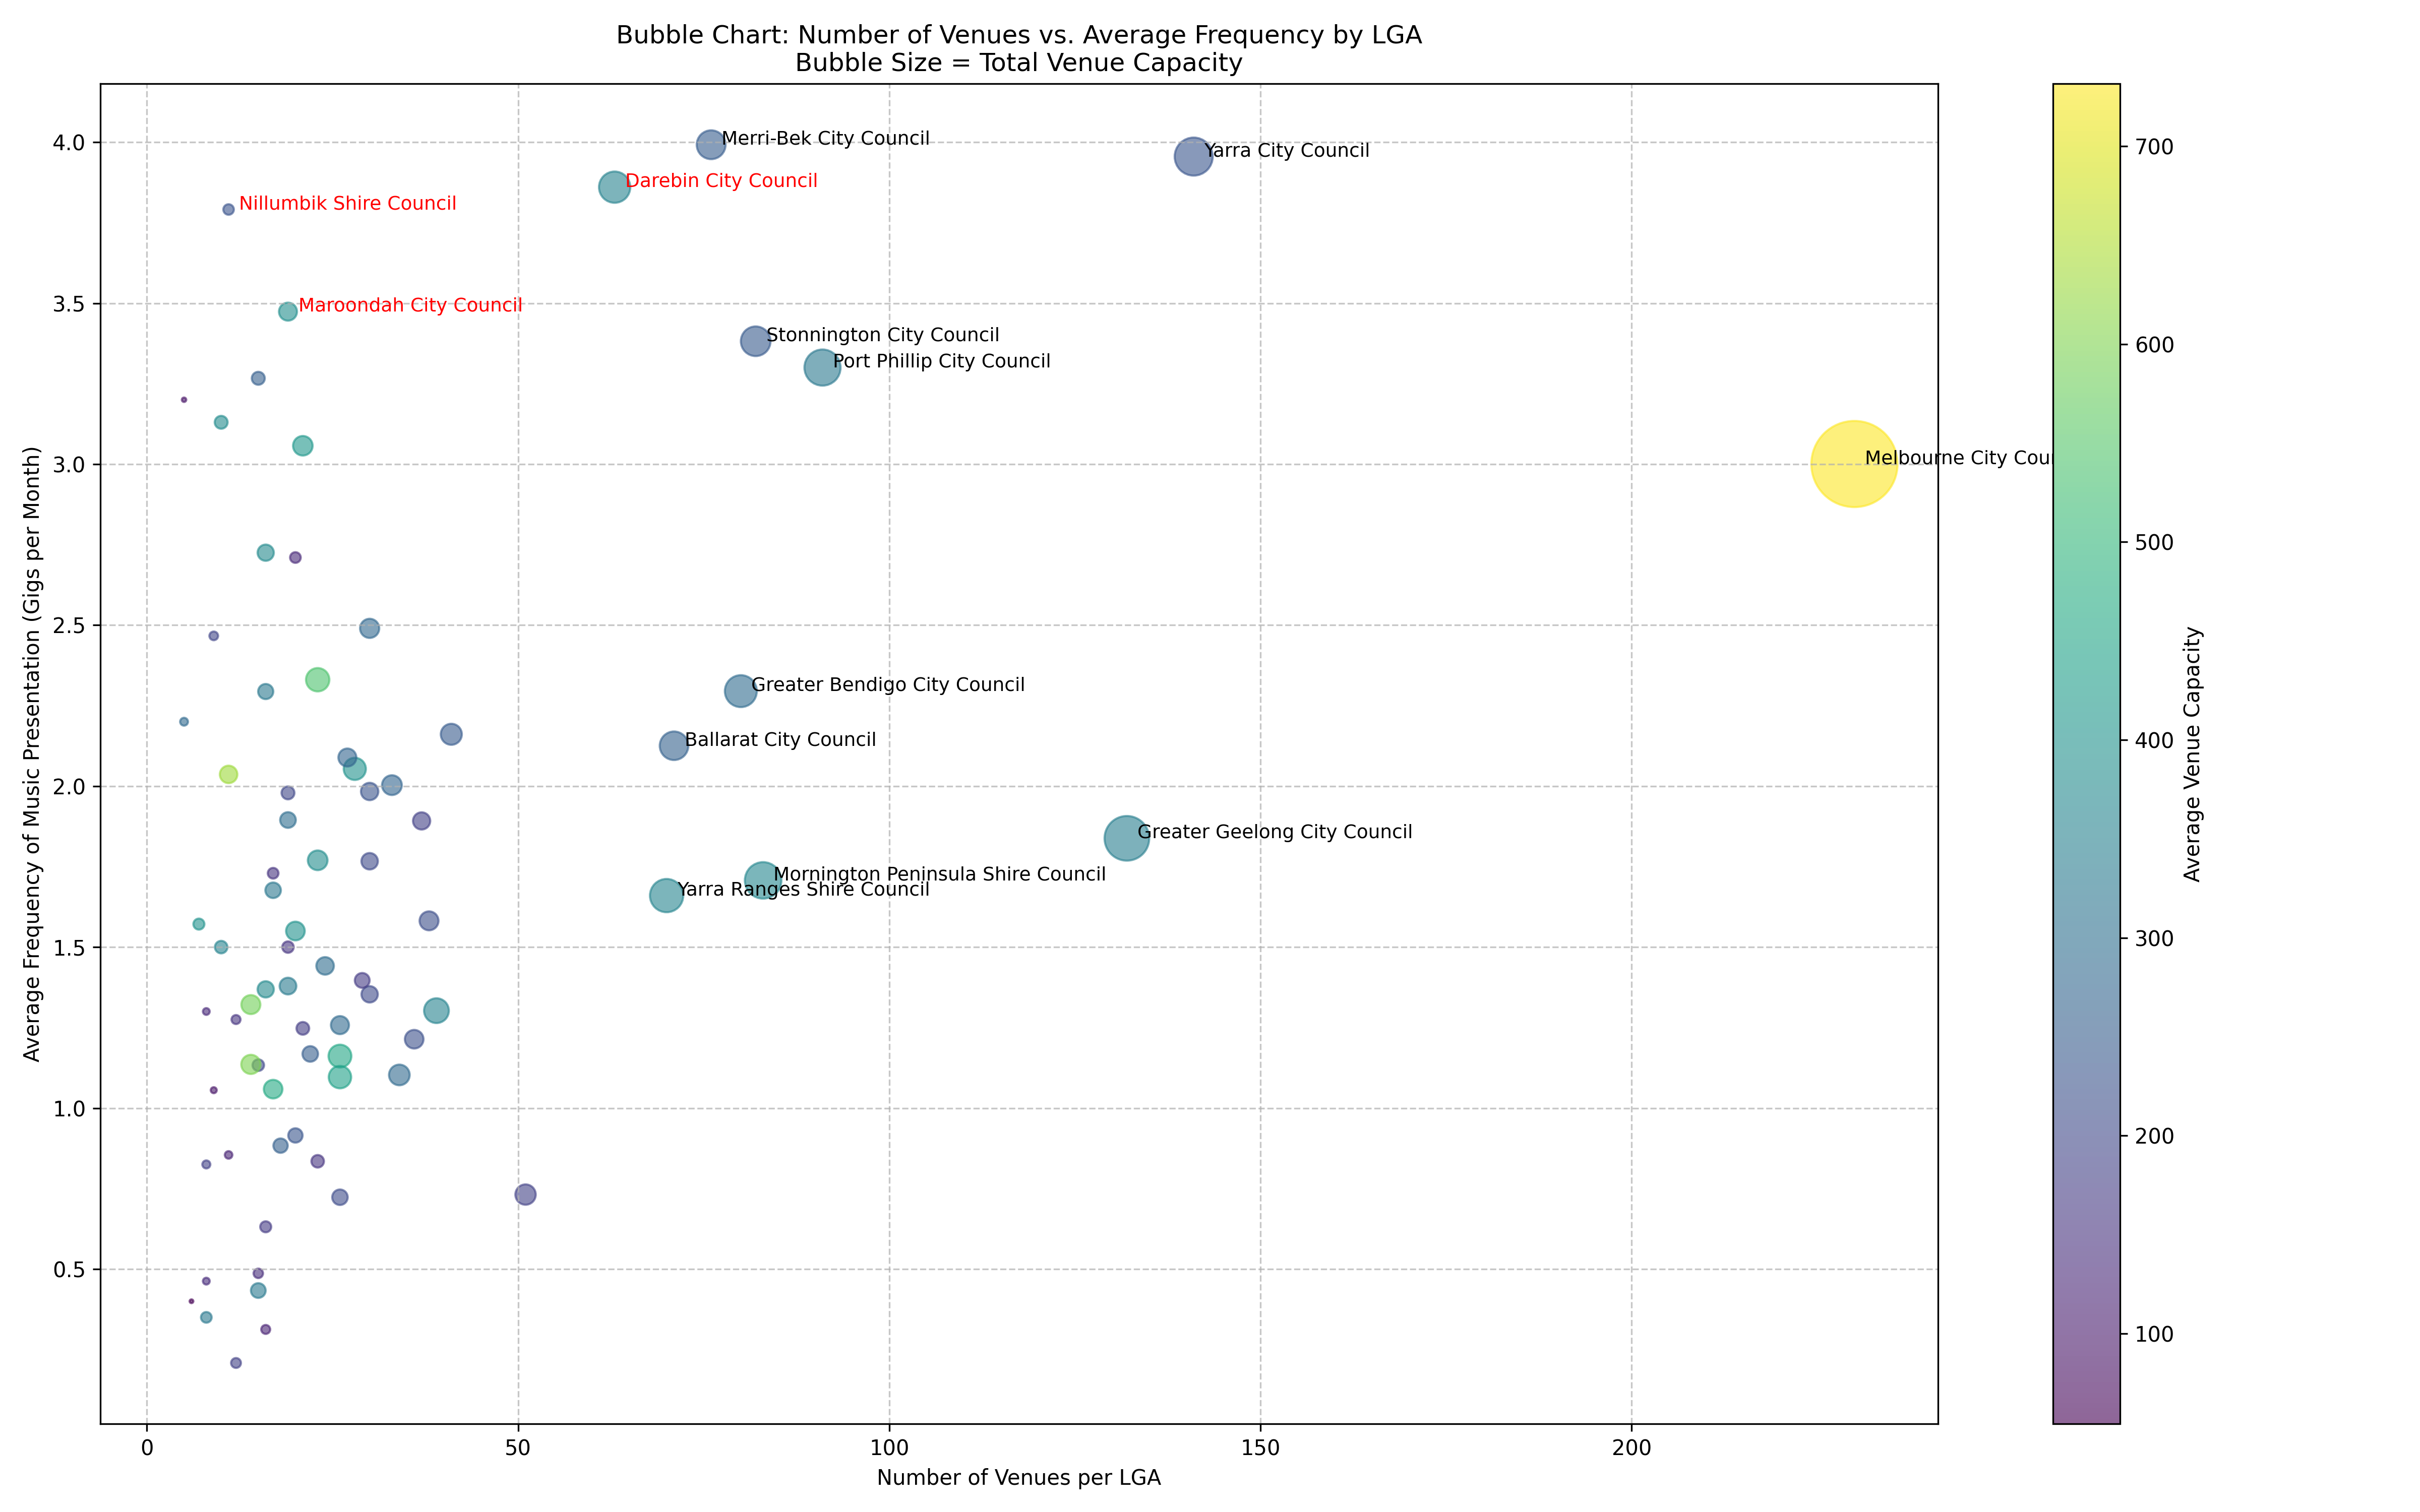 Bubble Chart: Number of Venues vs. Average Frequency by LGA
Bubble Size = Total Venue Capacity
Average Frequency of Music Presentation (Gigs per Month)
4.0
3.5
3.0
2.5
2.0
1.5
1.0
0.5
Merri-Bek City Council
Yarra City Council
Darebin City Council
Nillumbik Shire Council
Maroondah City Council
Stonnington City Council
Port Phillip City Council
Melbourne City Cou
Greater Bendigo City Council
Ballarat City Council
Greater Geelong City Council
Mornington Peninsula Shire Council
Yarra Ranges Shire Council
0
50
100
150
200
Number of Venues per LGA
700
600
500
400
300
200
100
Average Venue Capacity